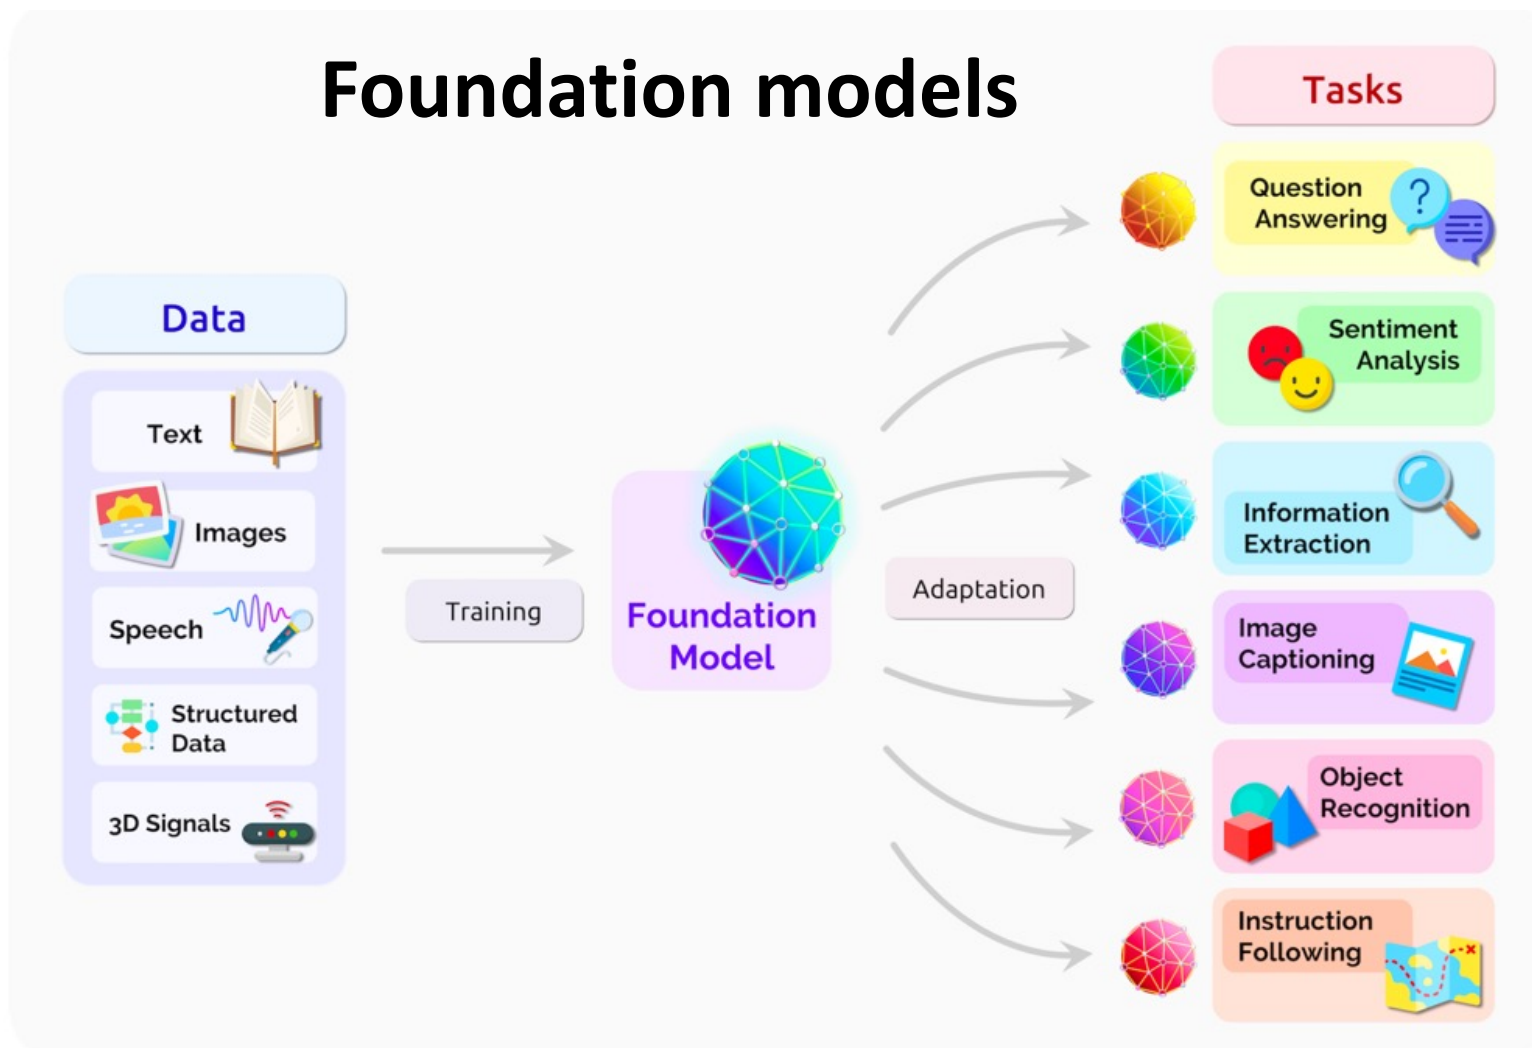 Foundation models
Data
Text
Images
Speech
Structured
Data
3D Signals
Training
Foundation
Model
Adaptation
Tasks
Question
Answering
?
Sentiment
Analysis
Information
Extraction
Image
Captioning
Object
Recognition
Instruction
Following